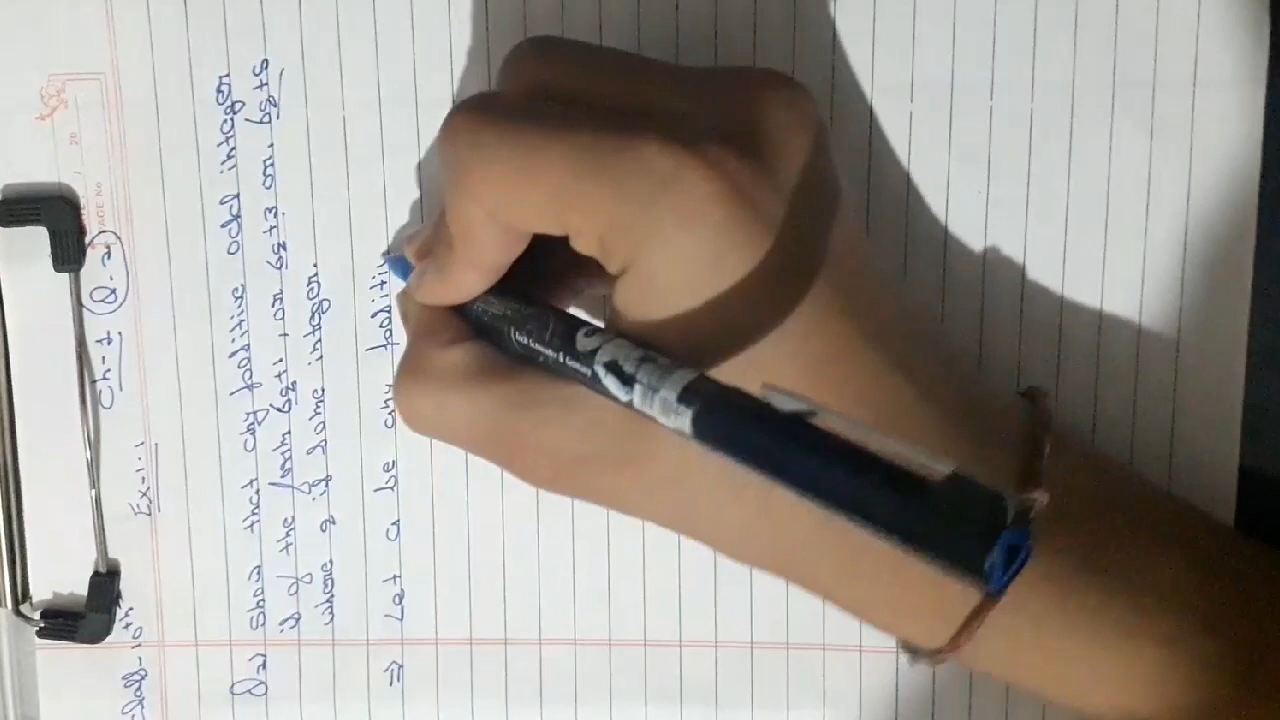 Class-10th
Ex-1.1
Ch-1 Q-2
PAGE NO
Q2) Show that any positive odd integer
is of the form 6q+1, or 6q+3 or, 6q+5
where q is some integer.
⇒ Let a be any positiv